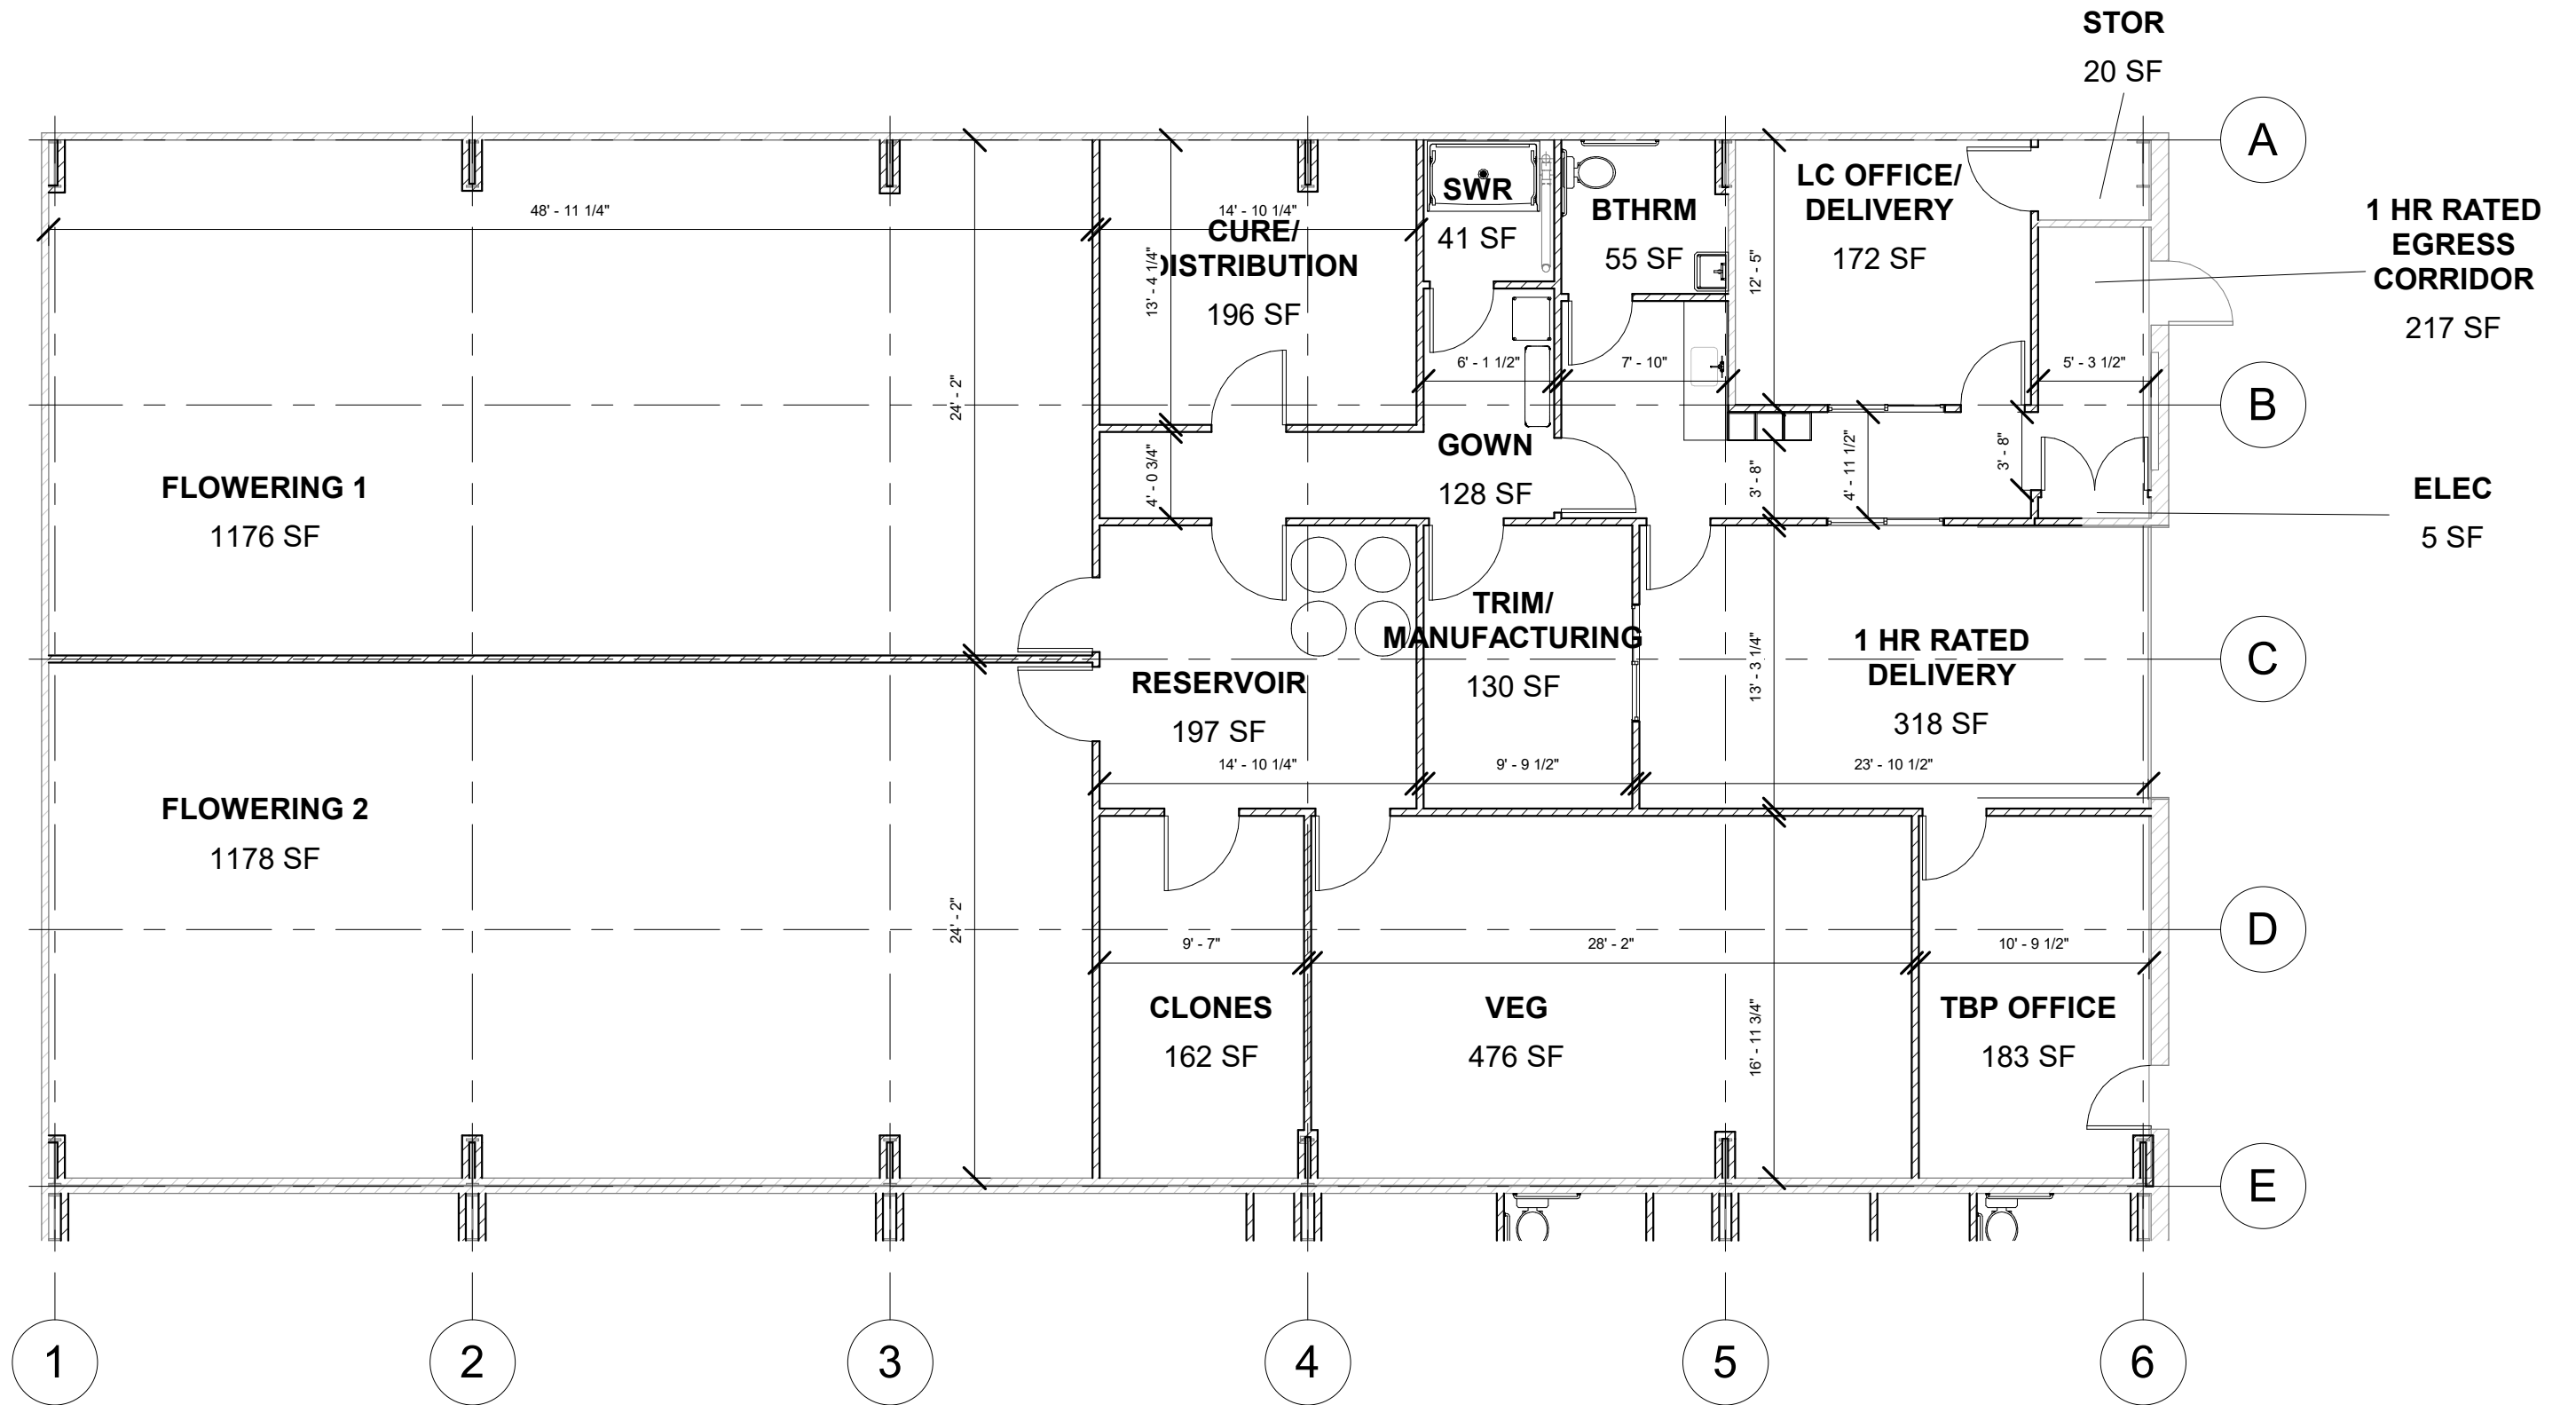 STOR
20 SF
A
48' - 11 1/4"
14' - 10 1/4"
CURE/
DISTRIBUTION
196 SF
13' - 4 1/4"
SWR
41 SF
BTHRM
55 SF
LC OFFICE/
DELIVERY
172 SF
12' - 5"
1 HR RATED
EGRESS
CORRIDOR
217 SF
6' - 1 1/2"
7' - 10"
5' - 3 1/2"
24' - 2"
B
GOWN
128 SF
4' - 0 3/4"
3' - 8"
4' - 11 1/2"
3' - 8"
ELEC
5 SF
FLOWERING 1
1176 SF
TRIM/
MANUFACTURING
130 SF
1 HR RATED
DELIVERY
318 SF
13' - 3 1/4"
C
RESERVOIR
197 SF
14' - 10 1/4"
9' - 9 1/2"
23' - 10 1/2"
FLOWERING 2
1178 SF
24' - 2"
9' - 7"
28' - 2"
10' - 9 1/2"
D
CLONES
162 SF
VEG
476 SF
16' - 11 3/4"
TBP OFFICE
183 SF
E
1
2
3
4
5
6